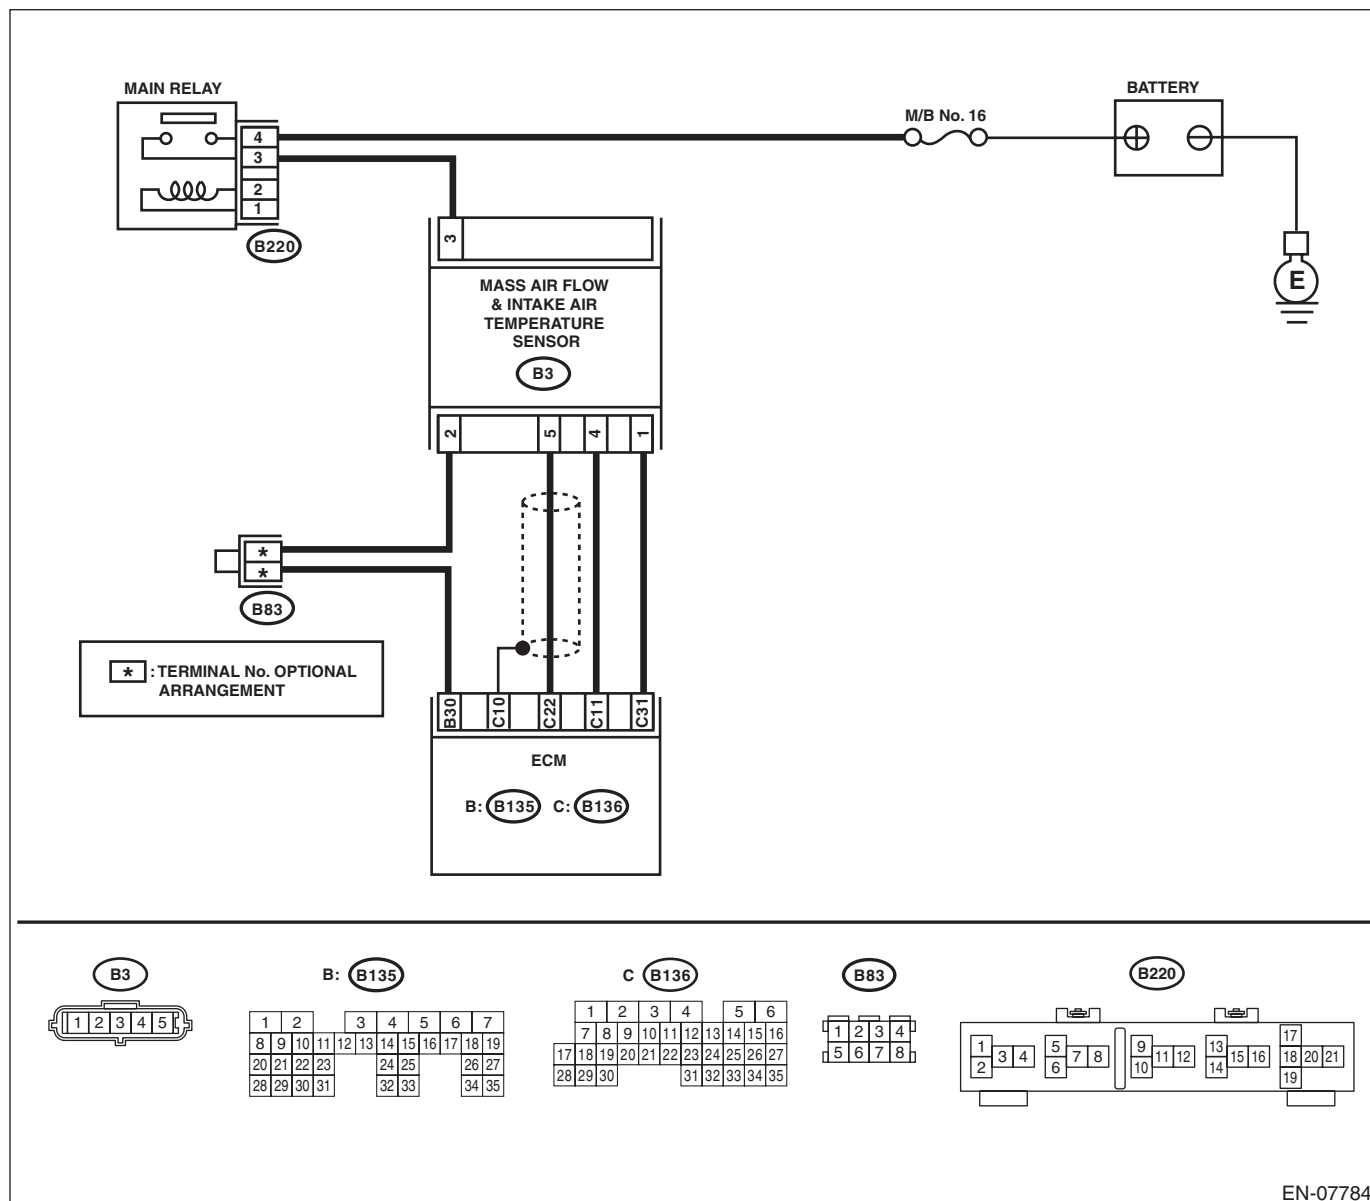 MAIN RELAY
BATTERY
M/B No. 16
4
3
2
1
B220
E
3
MASS AIR FLOW
& INTAKE AIR
TEMPERATURE
SENSOR
B3
2 5 4 1
*
*
B83
* : TERMINAL No. OPTIONAL
ARRANGEMENT
B30 C10 C22 C11 C31
ECM
B: B135 C: B136
B3
1 2 3 4 5
B: B135
1 2 3 4 5 6 7
8 9 10 11 12 13 14 15 16 17 18 19
20 21 22 23 24 25 26 27
28 29 30 31 32 33 34 35
C B136
1 2 3 4 5 6
7 8 9 10 11 12 13 14 15 16
17 18 19 20 21 22 23 24 25 26 27
28 29 30 31 32 33 34 35
B83
1 2 3 4
5 6 7 8
B220
1 2 3 4
5 6 7 8
9 10 11 12
13 14 15 16
17 18 19 20 21
EN-07784